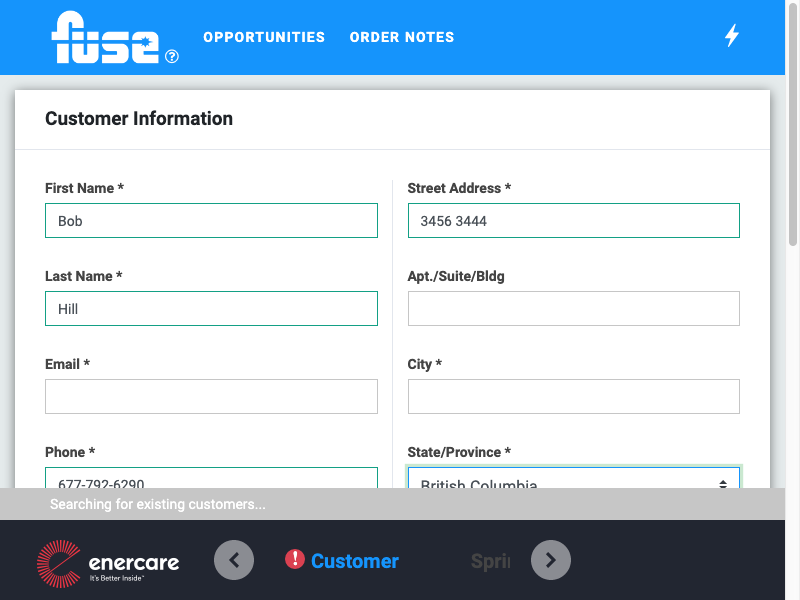 fuse ?
OPPORTUNITIES ORDER NOTES
Customer Information
First Name *
Bob
Street Address *
3456 3444
Last Name *
Hill
Apt./Suite/Bldg
Email *
City *
Phone *
677-792-6290
State/Province *
British Columbia
Searching for existing customers...
enercare
It's Better Inside™
! Customer
Spri